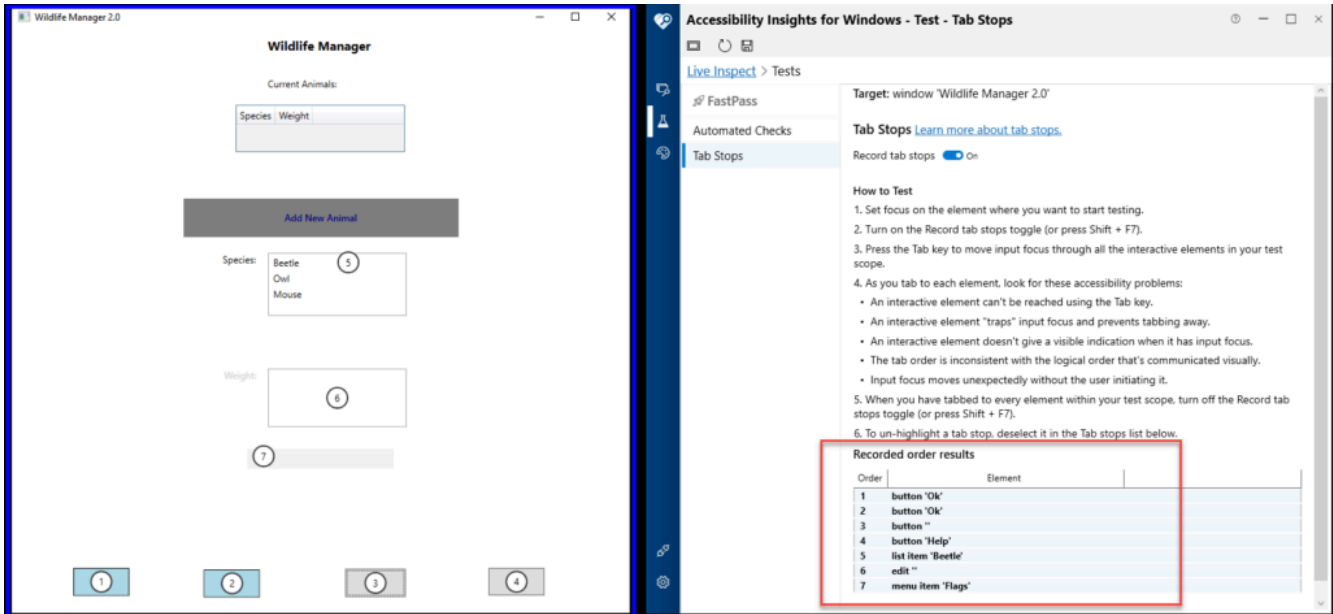 Wildlife Manager 2.0
Wildlife Manager
Current Animals:
Species Weight
Add New Animal
Species:
Beetle
Owl
Mouse
5
Weight:
6
7
1
2
3
4
Accessibility Insights for Windows - Test - Tab Stops
Live Inspect > Tests
FastPass
Automated Checks
Tab Stops
Target: window 'Wildlife Manager 2.0'
Tab Stops Learn more about tab stops.
Record tab stops On
How to Test
1. Set focus on the element where you want to start testing.
2. Turn on the Record tab stops toggle (or press Shift + F7).
3. Press the Tab key to move input focus through all the interactive elements in your test
scope.
4. As you tab to each element, look for these accessibility problems:
• An interactive element can't be reached using the Tab key.
• An interactive element "traps" input focus and prevents tabbing away.
• An interactive element doesn't give a visible indication when it has input focus.
• The tab order is inconsistent with the logical order that's communicated visually.
• Input focus moves unexpectedly without the user initiating it.
5. When you have tabbed to every element within your test scope, turn off the Record tab
stops toggle (or press Shift + F7).
6. To un-highlight a tab stop, deselect it in the Tab stops list below.
Recorded order results
Order Element
1 button 'Ok'
2 button 'Ok'
3 button ''
4 button 'Help'
5 list item 'Beetle'
6 edit ''
7 menu item 'Flags'